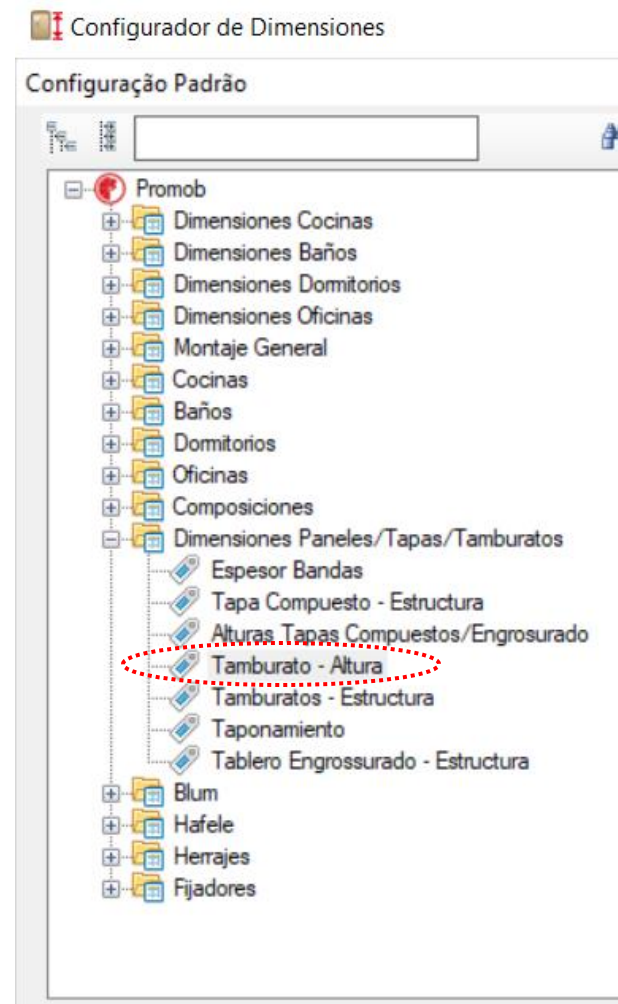 Configurador de Dimensiones
Configuração Padrão
Promob
Dimensiones Cocinas
Dimensiones Baños
Dimensiones Dormitorios
Dimensiones Oficinas
Montaje General
Cocinas
Baños
Dormitorios
Oficinas
Composiciones
Dimensiones Paneles/Tapas/Tamburatos
Espesor Bandas
Tapa Compuesto - Estructura
Alturas Tapas Compuestos/Engrosurado
Tamburato - Altura
Tamburatos - Estructura
Taponamiento
Tablero Engrossurado - Estructura
Blum
Hafele
Herrajes
Fijadores